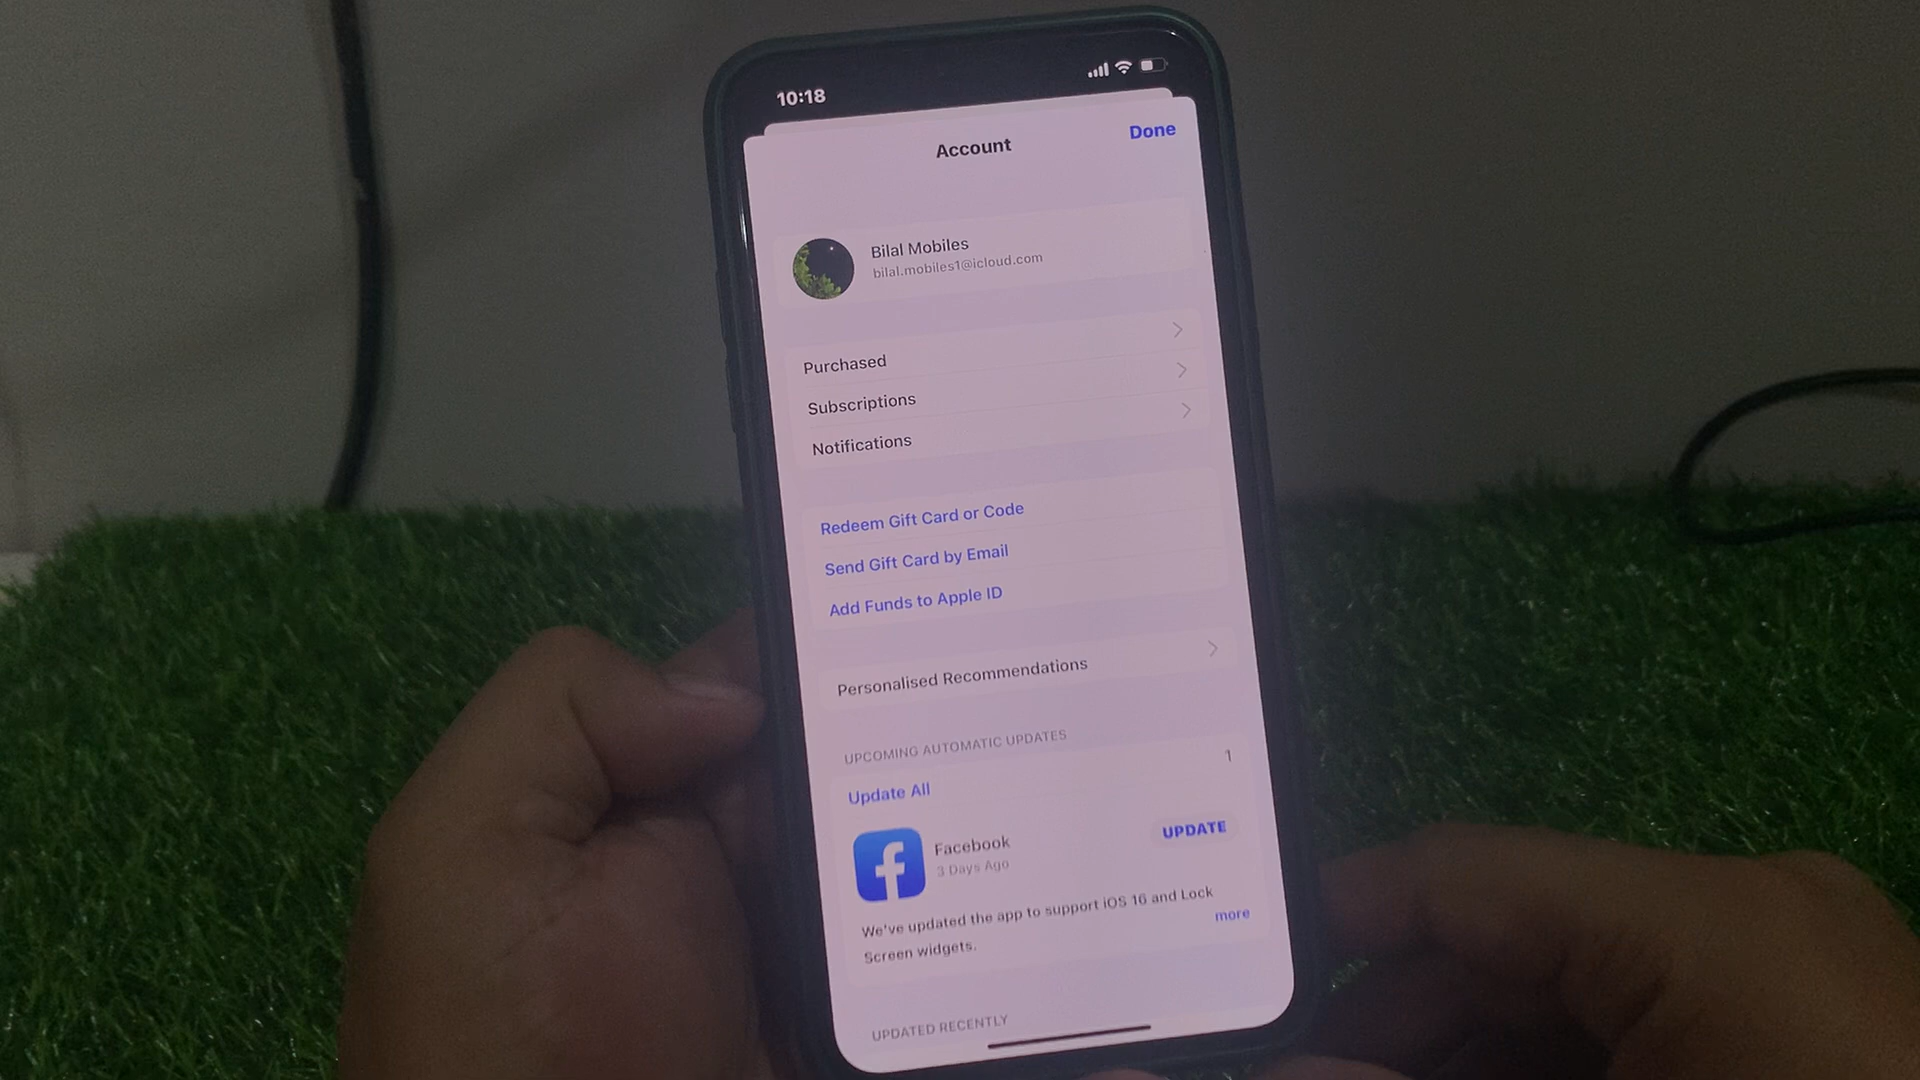 10:18
Account
Done
Bilal Mobiles
bilal.mobiles1@icloud.com
Purchased
Subscriptions
Notifications
Redeem Gift Card or Code
Send Gift Card by Email
Add Funds to Apple ID
Personalised Recommendations
UPCOMING AUTOMATIC UPDATES
Update All
1
Facebook
3 Days Ago
UPDATE
We've updated the app to support iOS 16 and Lock
Screen widgets.
more
UPDATED RECENTLY